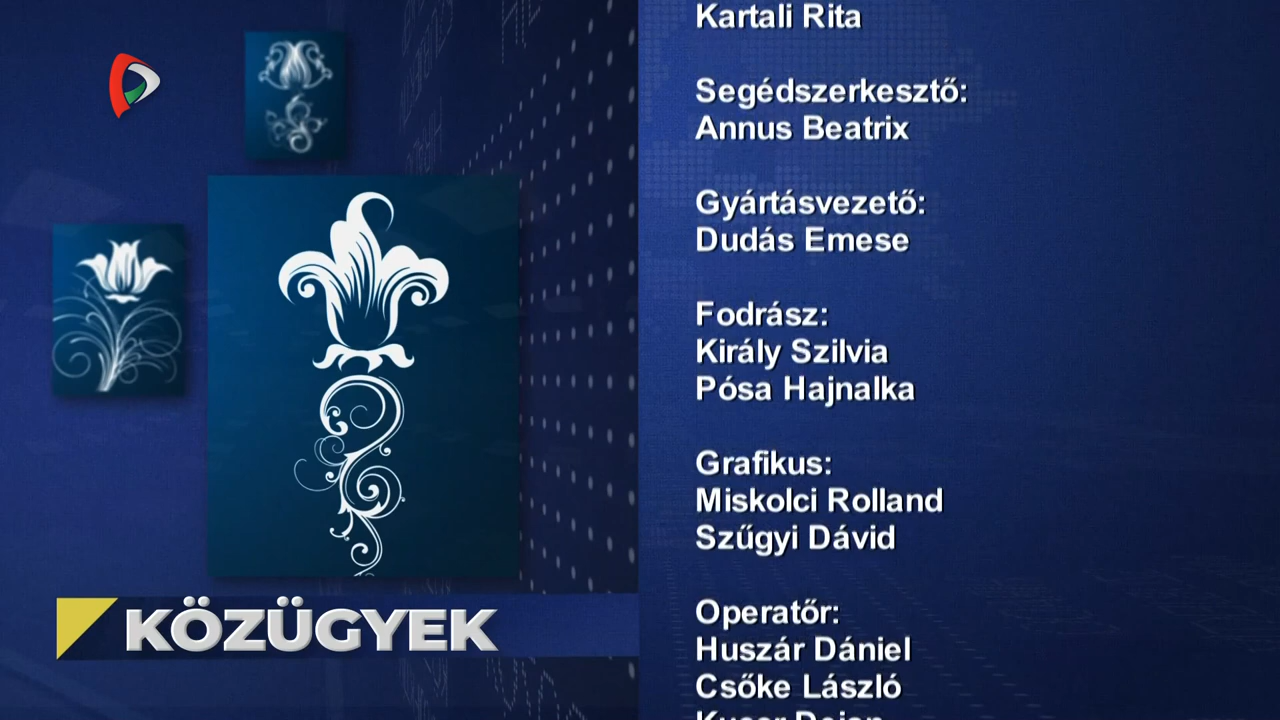 Kartali Rita
Segédszerkesztő:
Annus Beatrix
Gyártásvezető:
Dudás Emese
Fodrász:
Király Szilvia
Pósa Hajnalka
Grafikus:
Miskolci Rolland
Szűgyi Dávid
Operatőr:
Huszár Dániel
Csőke László
KÖZÜGYEK